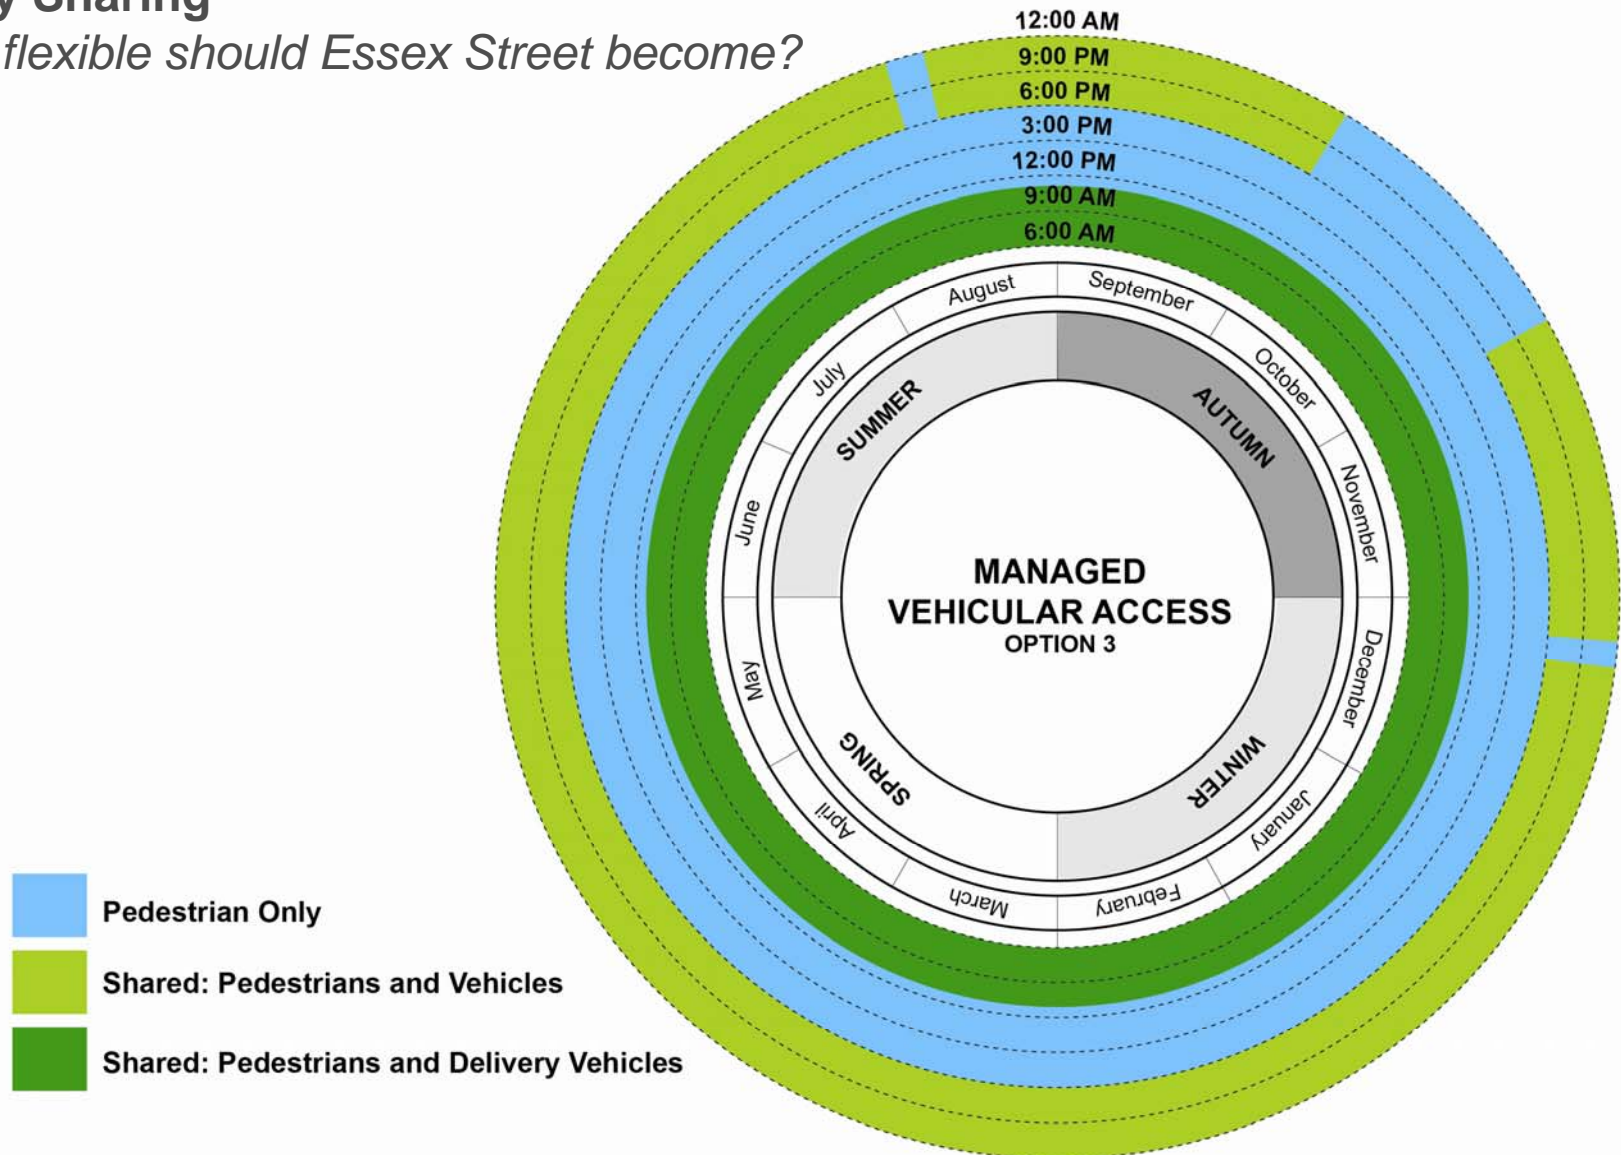 y Sharing
flexible should Essex Street become?
12:00 AM
9:00 PM
6:00 PM
3:00 PM
12:00 PM
9:00 AM
6:00 AM
August
September
July
October
SUMMER
AUTUMN
June
November
MANAGED
VEHICULAR ACCESS
OPTION 3
May
December
SPRING
WINTER
April
January
March
February
Pedestrian Only
Shared: Pedestrians and Vehicles
Shared: Pedestrians and Delivery Vehicles